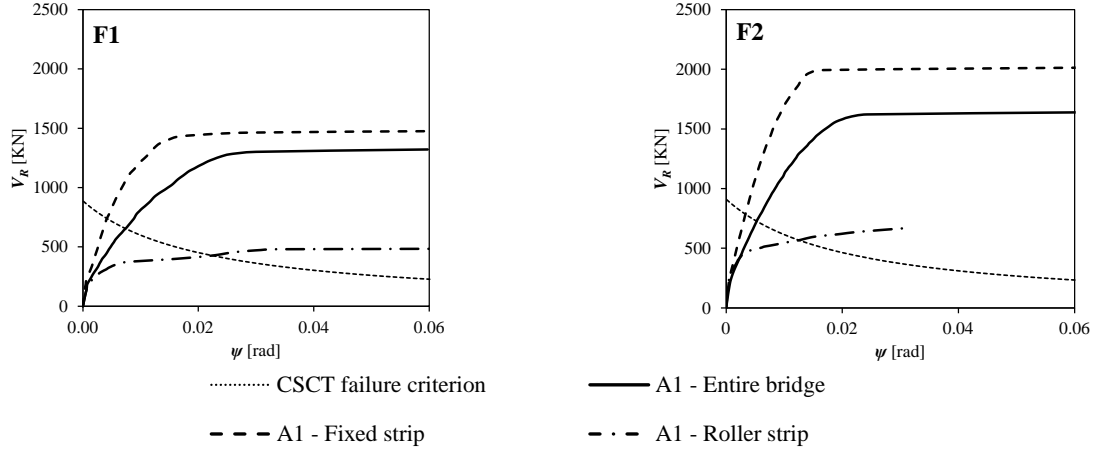 F1
2500
2000
1500
1000
500
0
V_R [KN]
0.00 0.02 0.04 0.06
ψ [rad]
F2
2500
2000
1500
1000
500
0
V_R [KN]
0 0.02 0.04 0.06
ψ [rad]
CSCT failure criterion
A1 - Entire bridge
A1 - Fixed strip
A1 - Roller strip